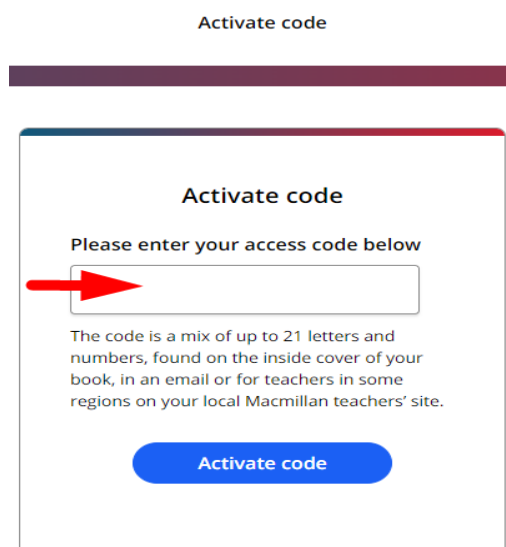 Activate code
Activate code
Please enter your access code below
The code is a mix of up to 21 letters and
numbers, found on the inside cover of your
book, in an email or for teachers in some
regions on your local Macmillan teachers’ site.
Activate code